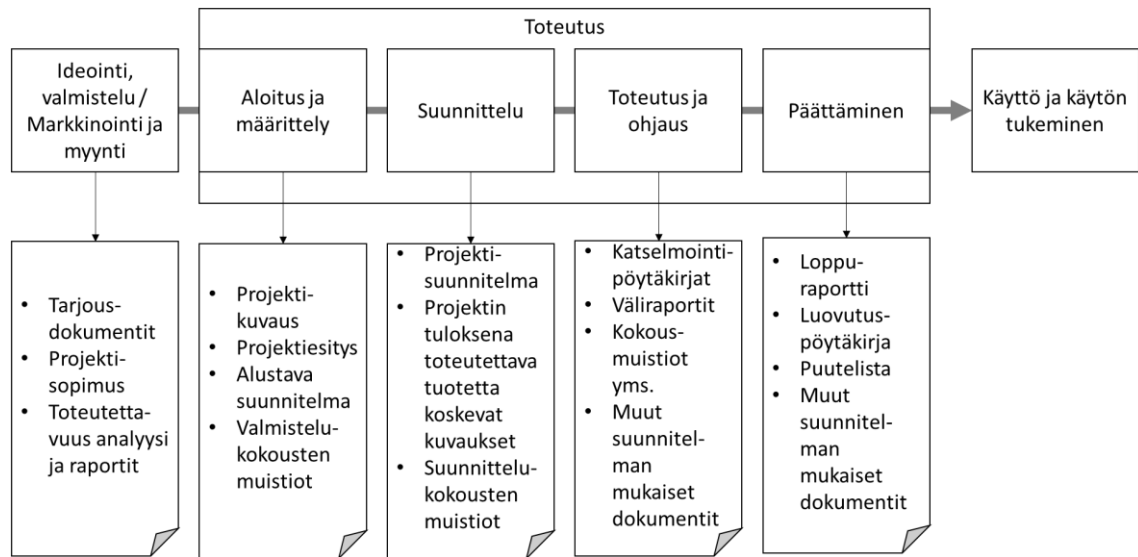 Toteutus
Ideointi,
valmistelu /
Markkinointi ja
myynti
Aloitus ja
määrittely
Suunnittelu
Toteutus ja
ohjaus
Päättäminen
Käyttö ja käytön
tukeminen
• Tarjous-
dokumentit
• Projekti-
sopimus
• Toteutetta-
vuus analyysi
ja raportit
• Projekti-
kuvaus
• Projektiesitys
• Alustava
suunnitelma
• Valmistelu-
kokousten
muistiot
• Projekti-
suunnitelma
• Projektin
tuloksena
toteutettava
tuotetta
koskevat
kuvaukset
• Suunnittelu-
kokousten
muistiot
• Katselmointi-
pöytäkirjat
• Väliraportit
• Kokous-
muistiot
yms.
• Muut
suunnitel-
man
mukaiset
dokumentit
• Loppu-
raportti
• Luovutus-
pöytäkirja
• Puutelista
• Muut
suunnitel-
man
mukaiset
dokumentit